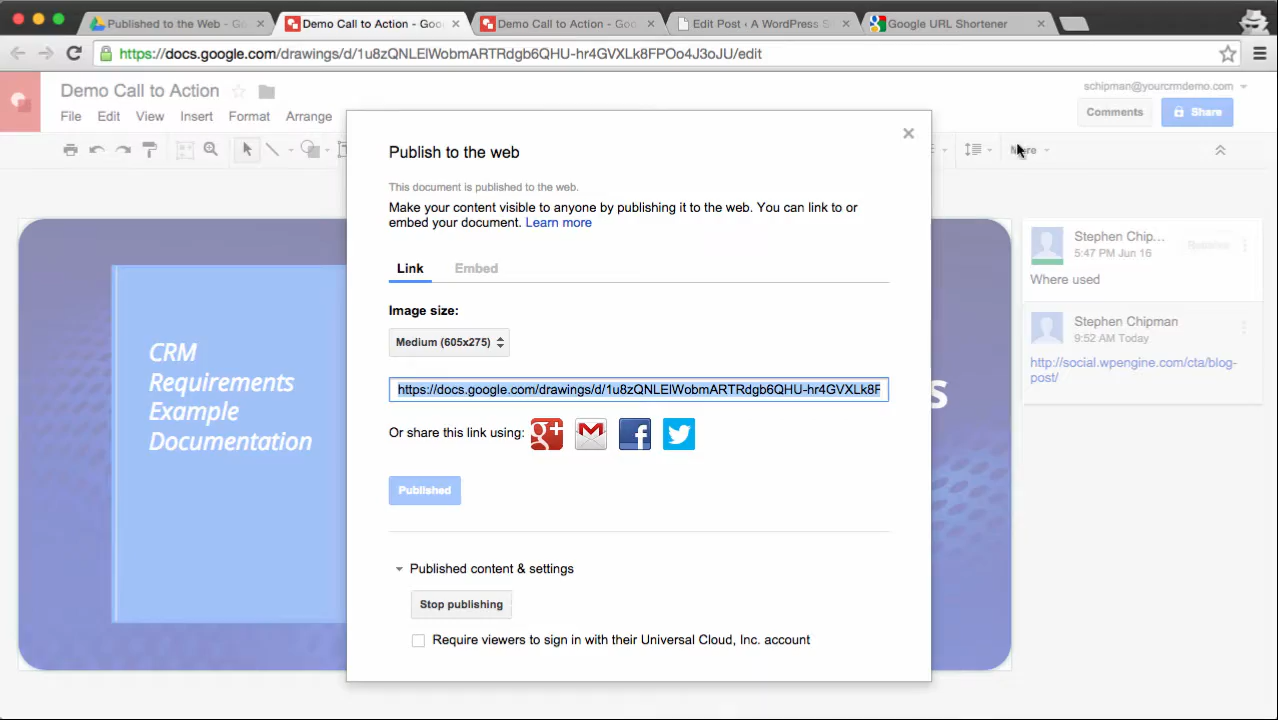 Published to the Web - Go
Demo Call to Action - Goo
Demo Call to Action - Goo
Edit Post ‹ A WordPress S
Google URL Shortener
https://docs.google.com/drawings/d/1u8zQNLElWobmARTRdgb6QHU-hr4GVXLk8FPOo4J3oJU/edit
Demo Call to Action
schipman@yourcrmdemo.com
File Edit View Insert Format Arrange
Comments
Share
More
Publish to the web
This document is published to the web.
Make your content visible to anyone by publishing it to the web. You can link to or
embed your document. Learn more
Link Embed
Image size:
Medium (605x275)
https://docs.google.com/drawings/d/1u8zQNLElWobmARTRdgb6QHU-hr4GVXLk8F
Or share this link using:
Published
Published content & settings
Stop publishing
Require viewers to sign in with their Universal Cloud, Inc. account
CRM
Requirements
Example
Documentation
s
Stephen Chip...
Resolve
5:47 PM Jun 16
Where used
Stephen Chipman
9:52 AM Today
http://social.wpengine.com/cta/blog-
post/